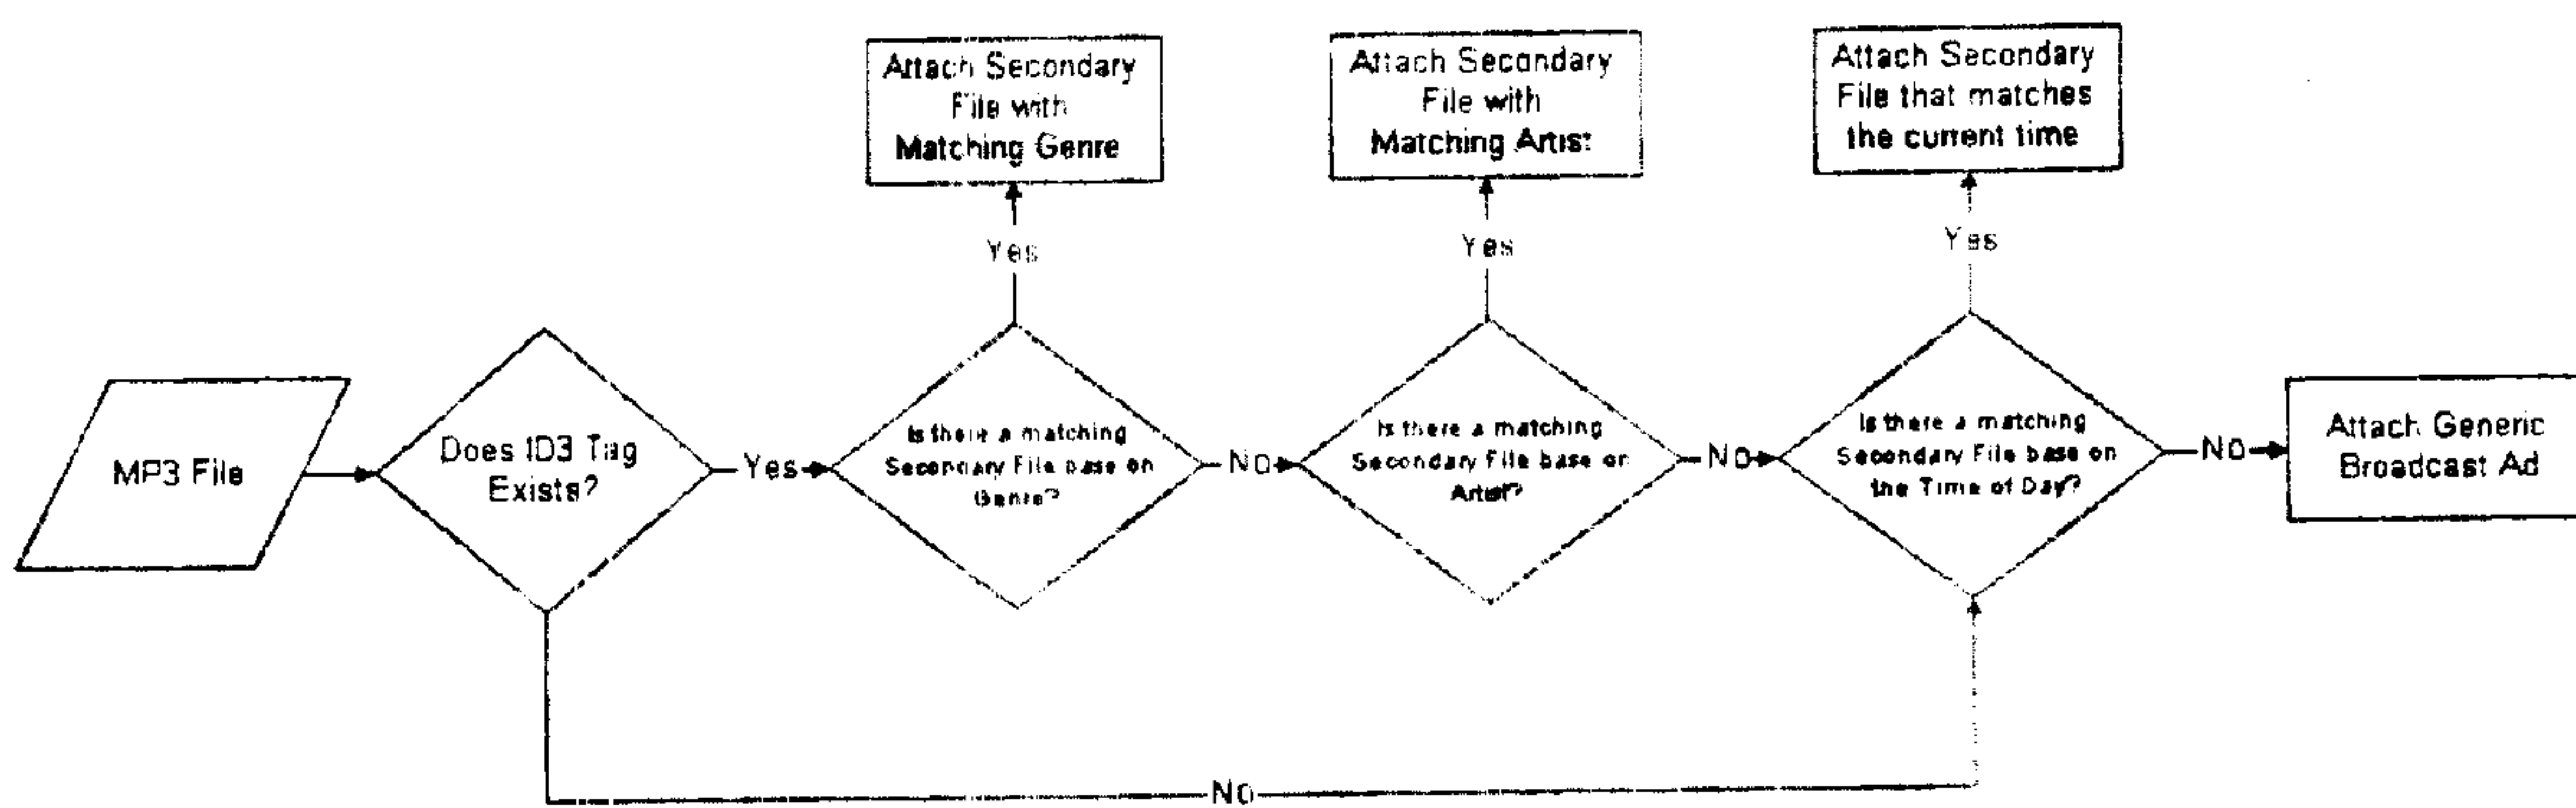 MP3 File
Does ID3 Tag
Exists?
Yes
Is there a matching
Secondary File base on
Genre?
Yes
Attach Secondary
File with
Matching Genre
No
Is there a matching
Secondary File base on
Artist?
Yes
Attach Secondary
File with
Matching Artist
No
Is there a matching
Secondary File base on
the Time of Day?
Yes
Attach Secondary
File that matches
the current time
No
Attach Generic
Broadcast Ad
No